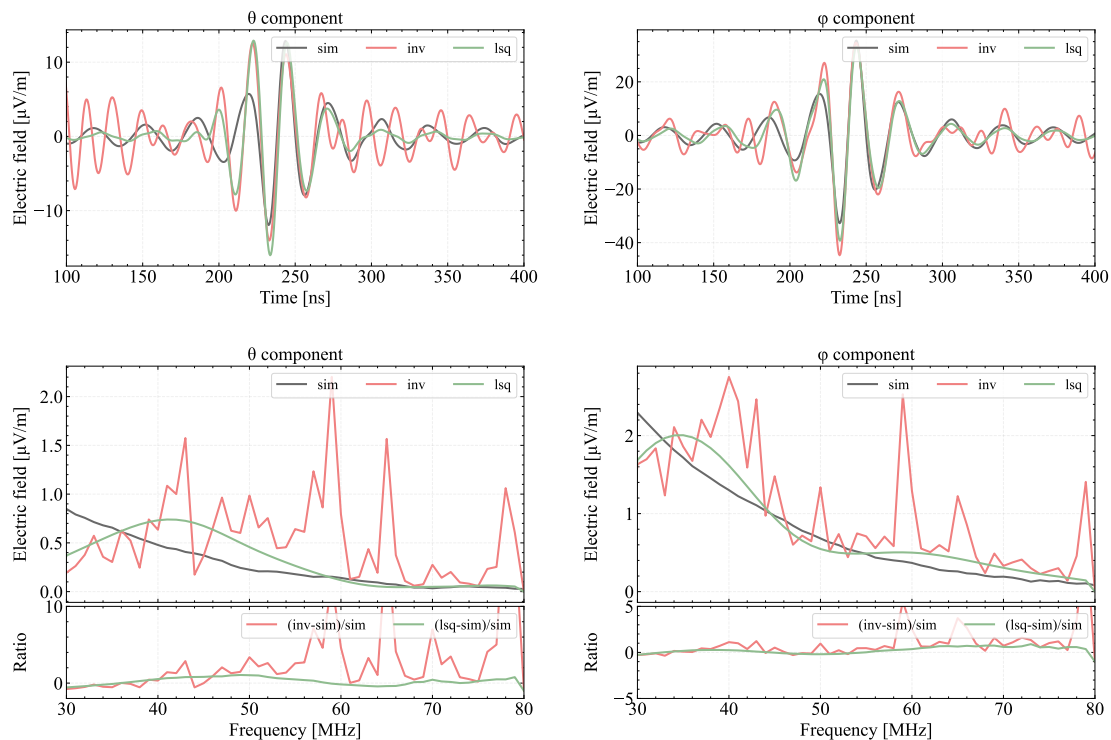 θ component
sim inv lsq
Electric field [μV/m]
10
0
−10
100 150 200 250 300 350 400
Time [ns]
φ component
sim inv lsq
Electric field [μV/m]
20
0
−20
−40
100 150 200 250 300 350 400
Time [ns]
θ component
sim inv lsq
Electric field [μV/m]
2.0
1.5
1.0
0.5
0.0
(inv-sim)/sim (lsq-sim)/sim
Ratio
10
0
30 40 50 60 70 80
Frequency [MHz]
φ component
sim inv lsq
Electric field [μV/m]
2
1
0
(inv-sim)/sim (lsq-sim)/sim
Ratio
5
0
−5
30 40 50 60 70 80
Frequency [MHz]